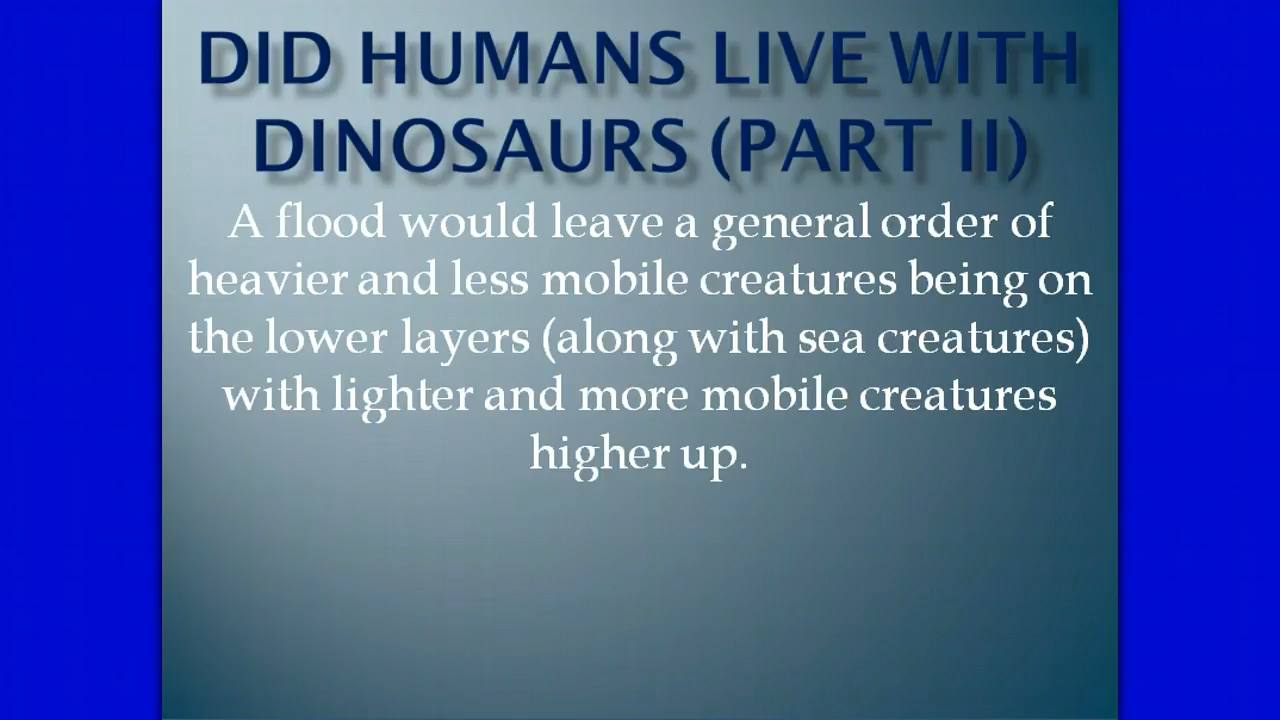 DID HUMANS LIVE WITH
DINOSAURS (PART II)
A flood would leave a general order of
heavier and less mobile creatures being on
the lower layers (along with sea creatures)
with lighter and more mobile creatures
higher up.